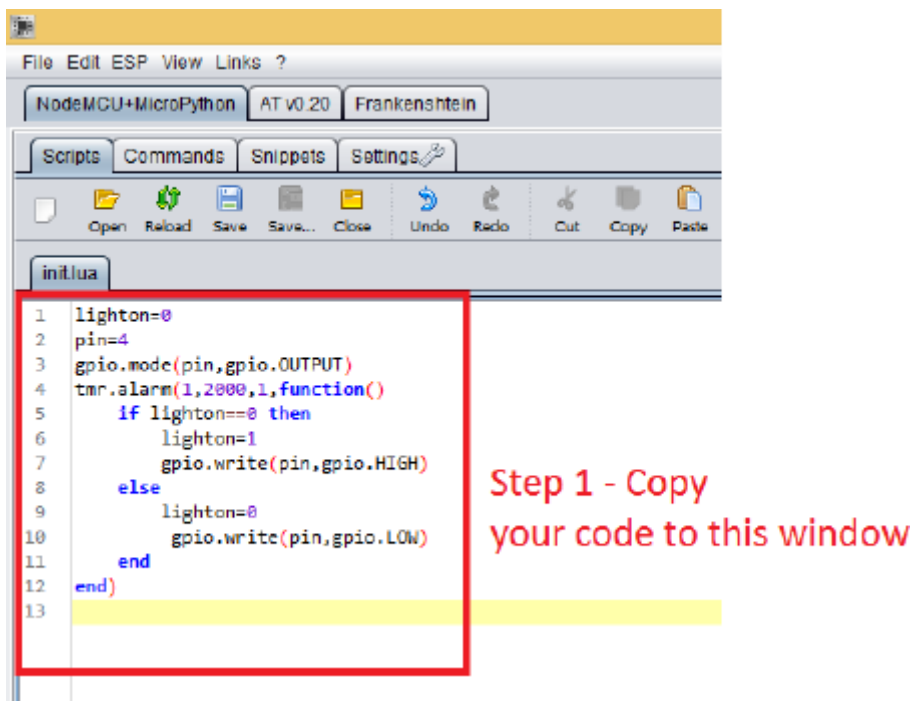 File Edit ESP View Links ?
NodeMCU+MicroPython AT v0.20 Frankenshtein
Scripts Commands Snippets Settings
Open Reload Save Save... Close Undo Redo Cut Copy Paste
init.lua
1 lighton=0
2 pin=4
3 gpio.mode(pin,gpio.OUTPUT)
4 tmr.alarm(1,2000,1,function()
5     if lighton==0 then
6         lighton=1
7         gpio.write(pin,gpio.HIGH)
8     else
9         lighton=0
10         gpio.write(pin,gpio.LOW)
11     end
12 end)
13
Step 1 - Copy
your code to this window